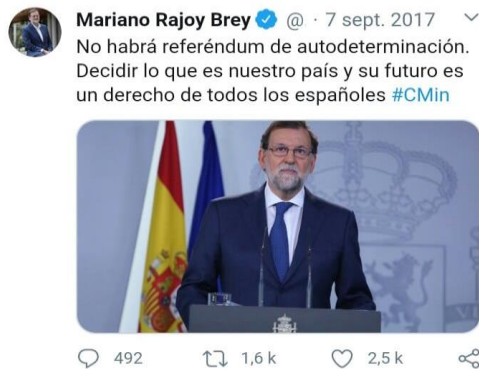 Mariano Rajoy Brey @ · 7 sept. 2017
No habrá referéndum de autodeterminación.
Decidir lo que es nuestro país y su futuro es
un derecho de todos los españoles #CMin
492 1,6 k 2,5 k